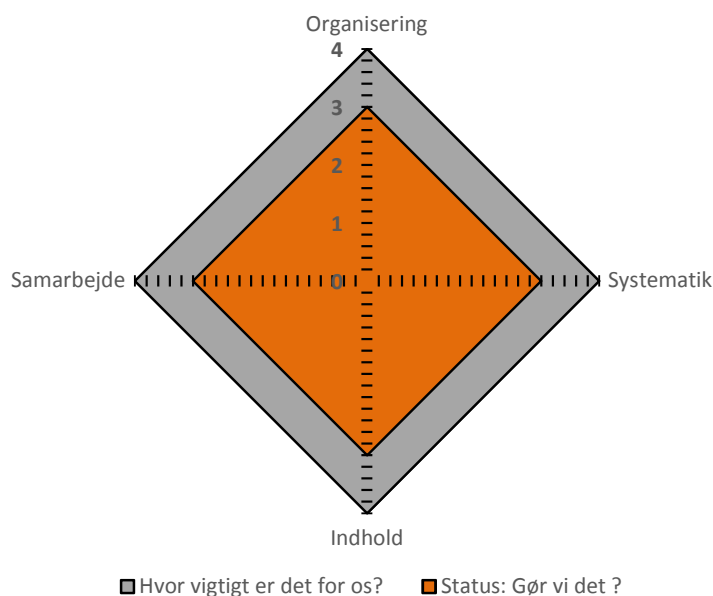 Organisering
4
3
2
1
0
Samarbejde
Systematik
Indhold
Hvor vigtigt er det for os?
Status: Gør vi det ?